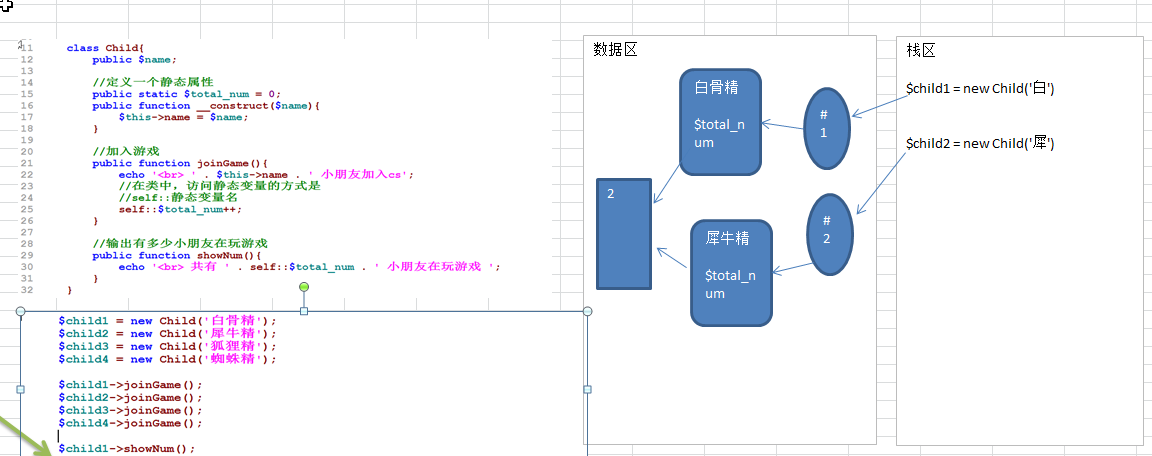 11 class Child{
12 public $name;
13
14 //定义一个静态属性
15 public static $total_num = 0;
16 public function __construct($name){
17 $this->name = $name;
18 }
19
20 //加入游戏
21 public function joinGame(){
22 echo '<br> ' . $this->name . ' 小朋友加入cs';
23 //在类中，访问静态变量的方式是
24 //self::静态变量名
25 self::$total_num++;
26 }
27
28 //输出有多少小朋友在玩游戏
29 public function showNum(){
30 echo '<br> 共有 ' . self::$total_num . ' 小朋友在玩游戏 ';
31 }
32 }
$child1 = new Child('白骨精');
$child2 = new Child('犀牛精');
$child3 = new Child('狐狸精');
$child4 = new Child('蜘蛛精');
$child1->joinGame();
$child2->joinGame();
$child3->joinGame();
$child4->joinGame();
$child1->showNum();
数据区
白骨精
$total_n
um
#
1
2
犀牛精
$total_n
um
#
2
栈区
$child1 = new Child('白')
$child2 = new Child('犀')